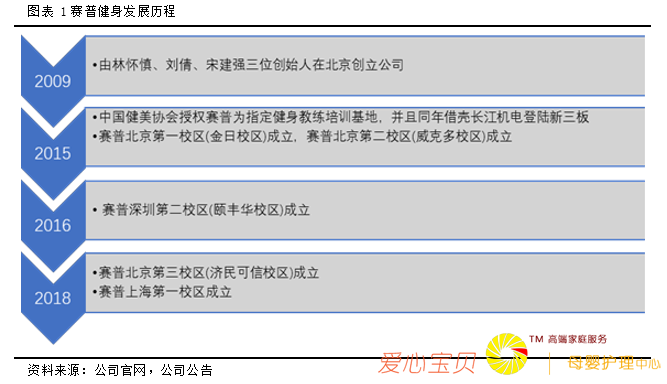 图表 1 赛普健身发展历程
2009
•由林怀慎、刘倩、宋建强三位创始人在北京创立公司
2015
•中国健美协会授权赛普为指定健身教练培训基地，并且同年借壳长江机电登陆新三板
•赛普北京第一校区(金日校区)成立，赛普北京第二校区(威克多校区)成立
2016
• 赛普深圳第二校区(颐丰华校区)成立
2018
•赛普北京第三校区(济民可信校区)成立
•赛普上海第一校区成立
资料来源：公司官网，公司公告
爱心宝贝
TM 高端家庭服务
母婴护理中心